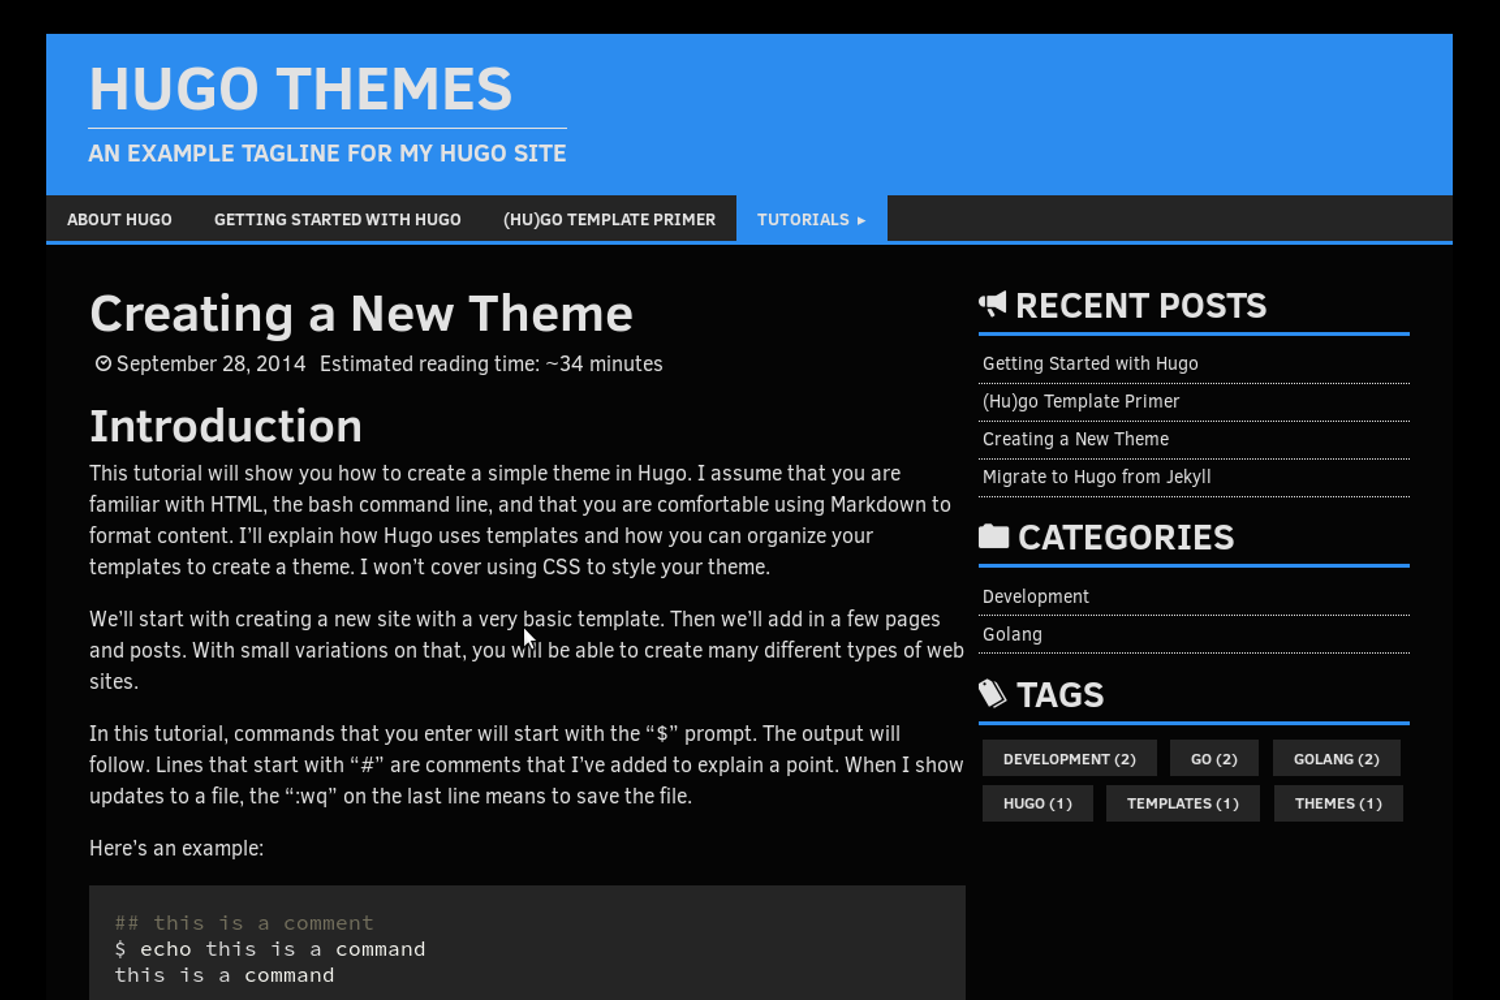 HUGO THEMES
AN EXAMPLE TAGLINE FOR MY HUGO SITE
ABOUT HUGO
GETTING STARTED WITH HUGO
(HU)GO TEMPLATE PRIMER
TUTORIALS ▸
Creating a New Theme
September 28, 2014 Estimated reading time: ~34 minutes
Introduction
This tutorial will show you how to create a simple theme in Hugo. I assume that you are
familiar with HTML, the bash command line, and that you are comfortable using Markdown to
format content. I’ll explain how Hugo uses templates and how you can organize your
templates to create a theme. I won’t cover using CSS to style your theme.
We’ll start with creating a new site with a very basic template. Then we’ll add in a few pages
and posts. With small variations on that, you will be able to create many different types of web
sites.
In this tutorial, commands that you enter will start with the “$” prompt. The output will
follow. Lines that start with “#” are comments that I’ve added to explain a point. When I show
updates to a file, the “:wq” on the last line means to save the file.
Here’s an example:
## this is a comment
$ echo this is a command
this is a command
RECENT POSTS
Getting Started with Hugo
(Hu)go Template Primer
Creating a New Theme
Migrate to Hugo from Jekyll
CATEGORIES
Development
Golang
TAGS
DEVELOPMENT (2)
GO (2)
GOLANG (2)
HUGO (1)
TEMPLATES (1)
THEMES (1)